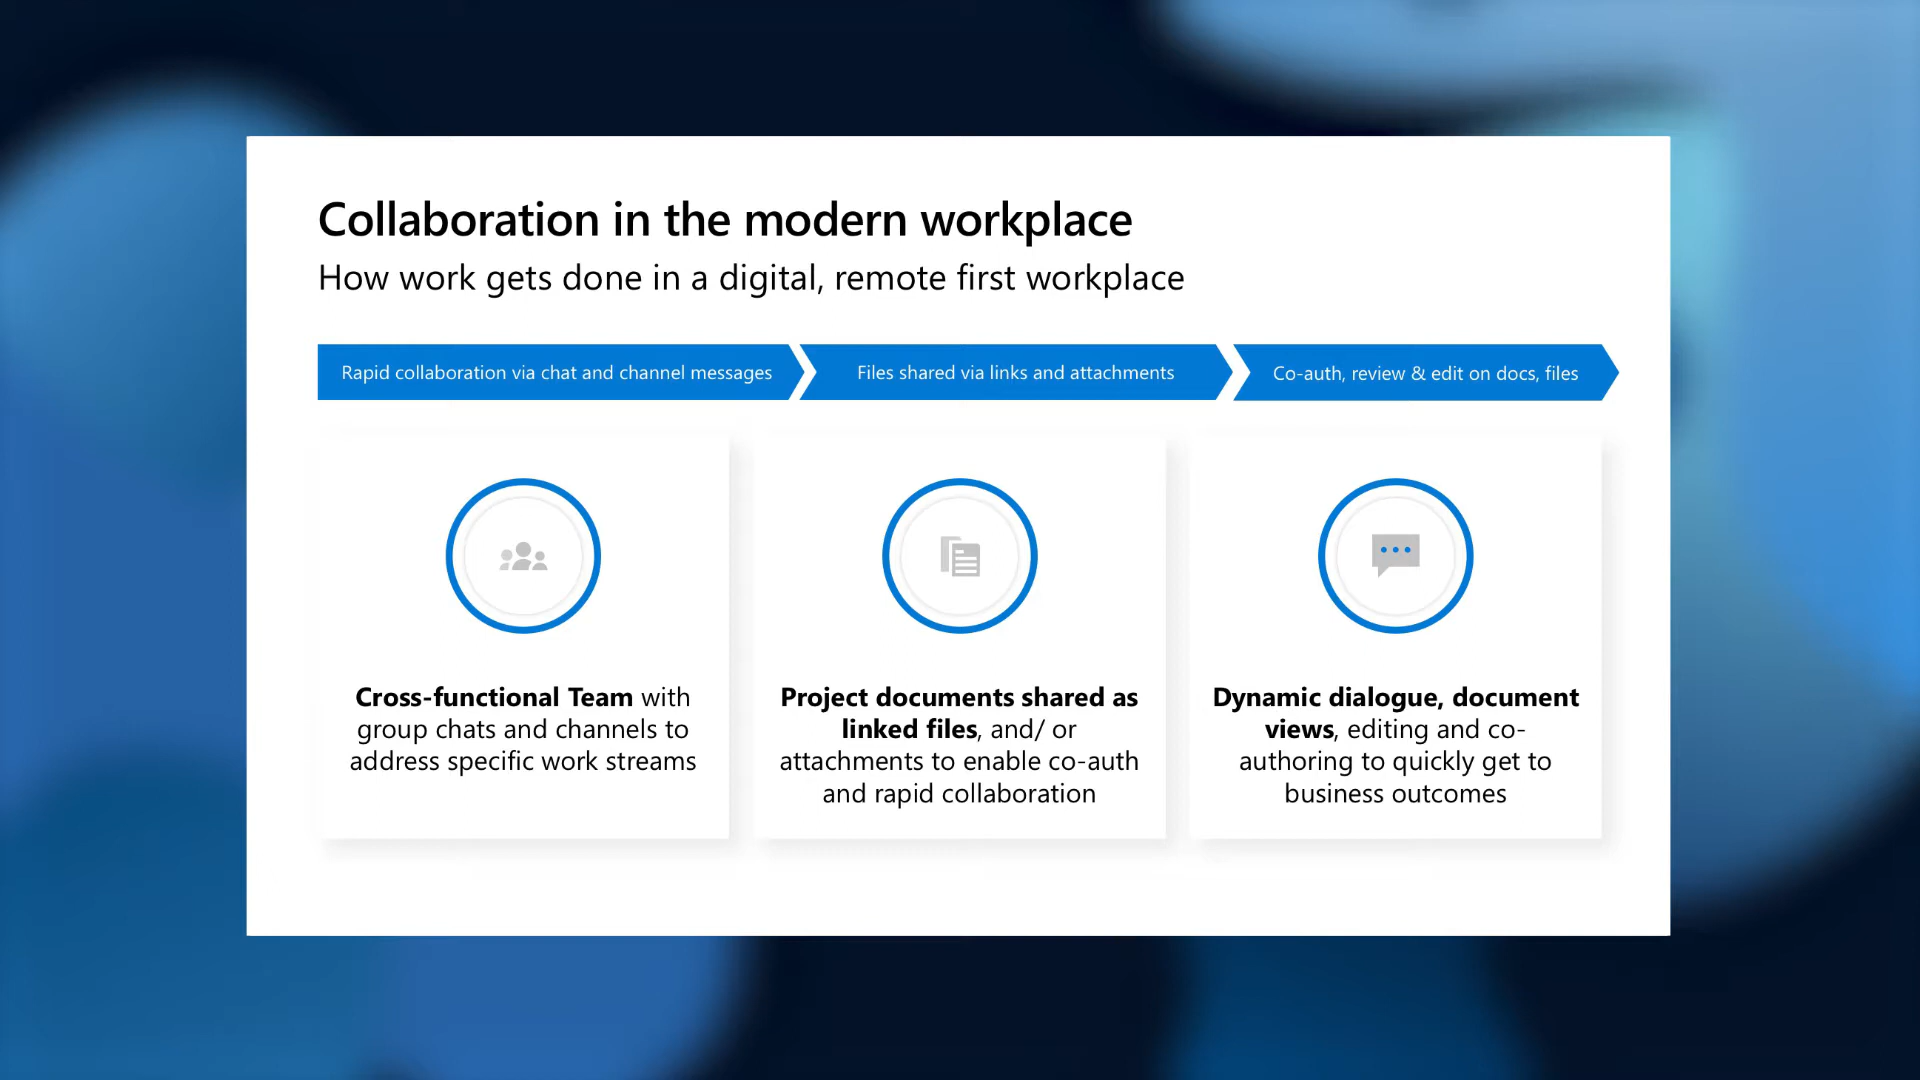 Collaboration in the modern workplace
How work gets done in a digital, remote first workplace
Rapid collaboration via chat and channel messages
Files shared via links and attachments
Co-auth, review & edit on docs, files
Cross-functional Team with
group chats and channels to
address specific work streams
Project documents shared as
linked files, and/ or
attachments to enable co-auth
and rapid collaboration
Dynamic dialogue, document
views, editing and co-
authoring to quickly get to
business outcomes